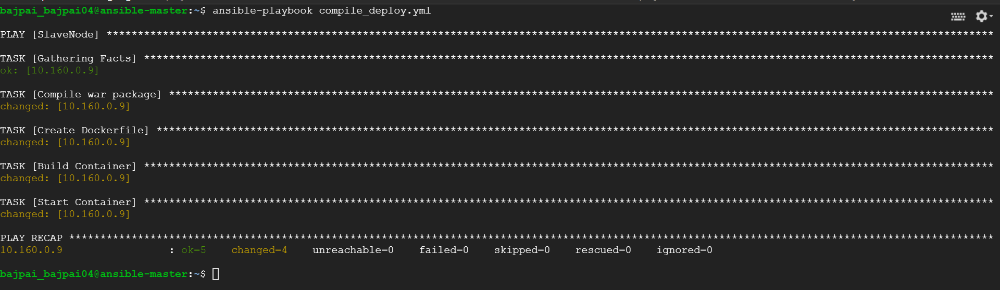 bajpai_bajpai04@ansible-master:~$ ansible-playbook compile_deploy.yml
PLAY [SlaveNode] **********************************************************************************************************************************************
TASK [Gathering Facts] ****************************************************************************************************************************************
ok: [10.160.0.9]
TASK [Compile war package] ************************************************************************************************************************************
changed: [10.160.0.9]
TASK [Create Dockerfile] **************************************************************************************************************************************
changed: [10.160.0.9]
TASK [Build Container] ****************************************************************************************************************************************
changed: [10.160.0.9]
TASK [Start Container] ****************************************************************************************************************************************
changed: [10.160.0.9]
PLAY RECAP ****************************************************************************************************************************************************
10.160.0.9                 : ok=5    changed=4    unreachable=0    failed=0    skipped=0    rescued=0    ignored=0
bajpai_bajpai04@ansible-master:~$